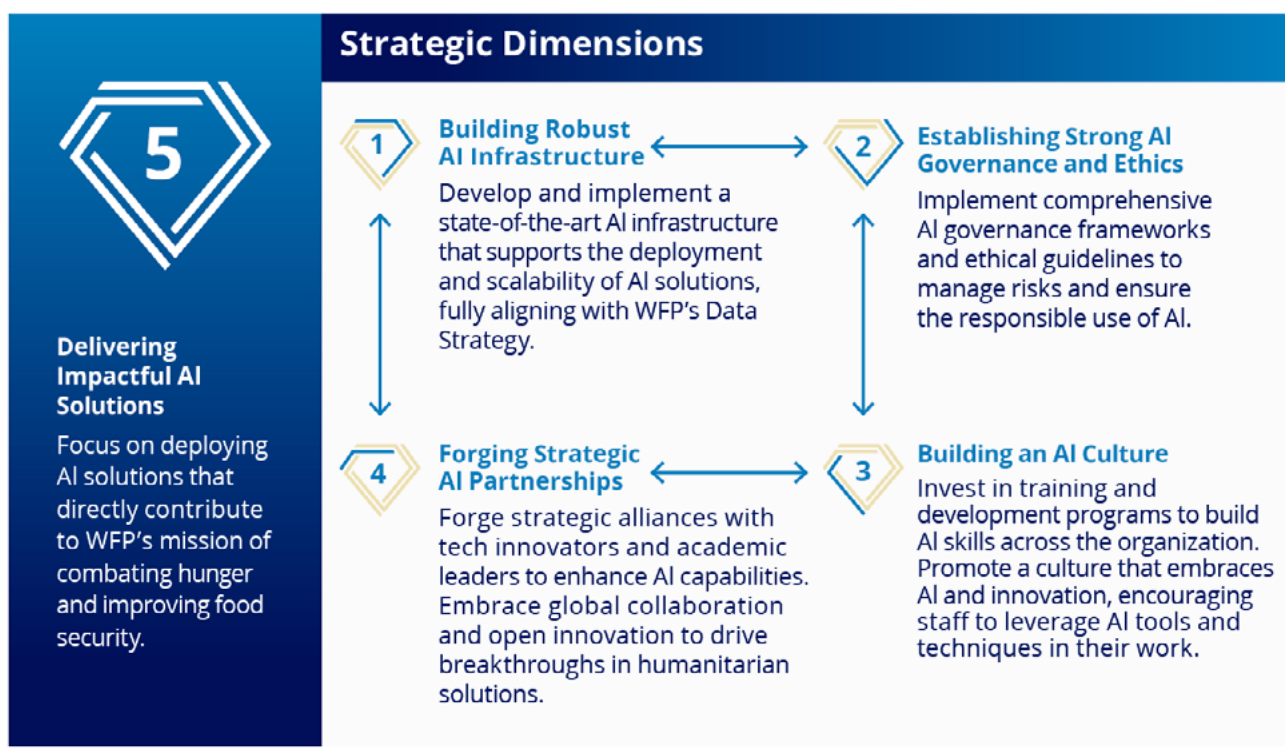 5
Delivering
Impactful AI
Solutions
Focus on deploying
AI solutions that
directly contribute
to WFP's mission of
combating hunger
and improving food
security.
Strategic Dimensions
1
Building Robust
AI Infrastructure
Develop and implement a
state-of-the-art AI infrastructure
that supports the deployment
and scalability of AI solutions,
fully aligning with WFP's Data
Strategy.
2
Establishing Strong AI
Governance and Ethics
Implement comprehensive
AI governance frameworks
and ethical guidelines to
manage risks and ensure
the responsible use of AI.
4
Forging Strategic
AI Partnerships
Forge strategic alliances with
tech innovators and academic
leaders to enhance AI capabilities.
Embrace global collaboration
and open innovation to drive
breakthroughs in humanitarian
solutions.
3
Building an AI Culture
Invest in training and
development programs to build
AI skills across the organization.
Promote a culture that embraces
AI and innovation, encouraging
staff to leverage AI tools and
techniques in their work.